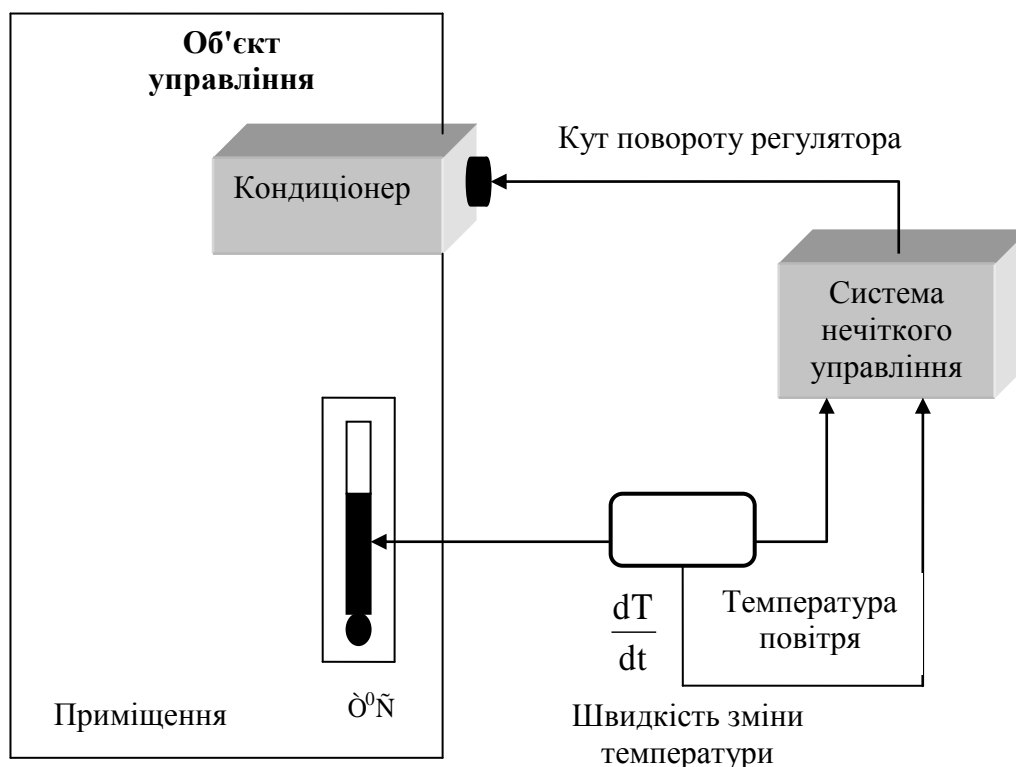 Об'єкт
управління
Кут повороту регулятора
Кондиціонер
Система
нечіткого
управління
dT
dt
Температура
повітря
Приміщення
Ò⁰Ñ
Швидкість зміни
температури